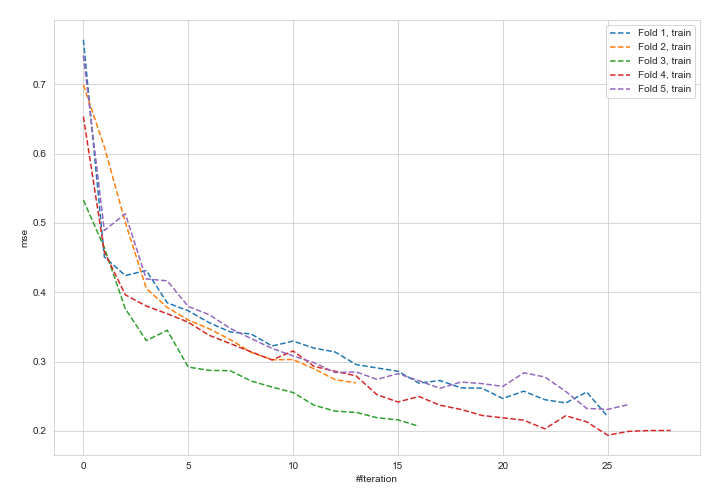 Fold 1, train
Fold 2, train
Fold 3, train
Fold 4, train
Fold 5, train
0.7
0.6
0.5
0.4
0.3
0.2
mse
0 5 10 15 20 25
#Iteration